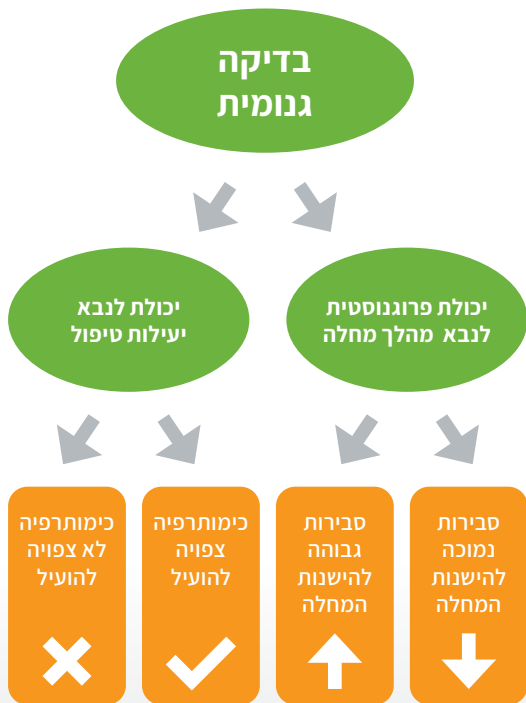 בדיקה
גנומית
יכולת פרוגנוסטית
לנבא מהלך מחלה
יכולת לנבא
יעילות טיפול
סבירות
נמוכה
להישנות
המחלה
סבירות
גבוהה
להישנות
המחלה
כימותרפיה
צפויה
להועיל
כימותרפיה
לא צפויה
להועיל